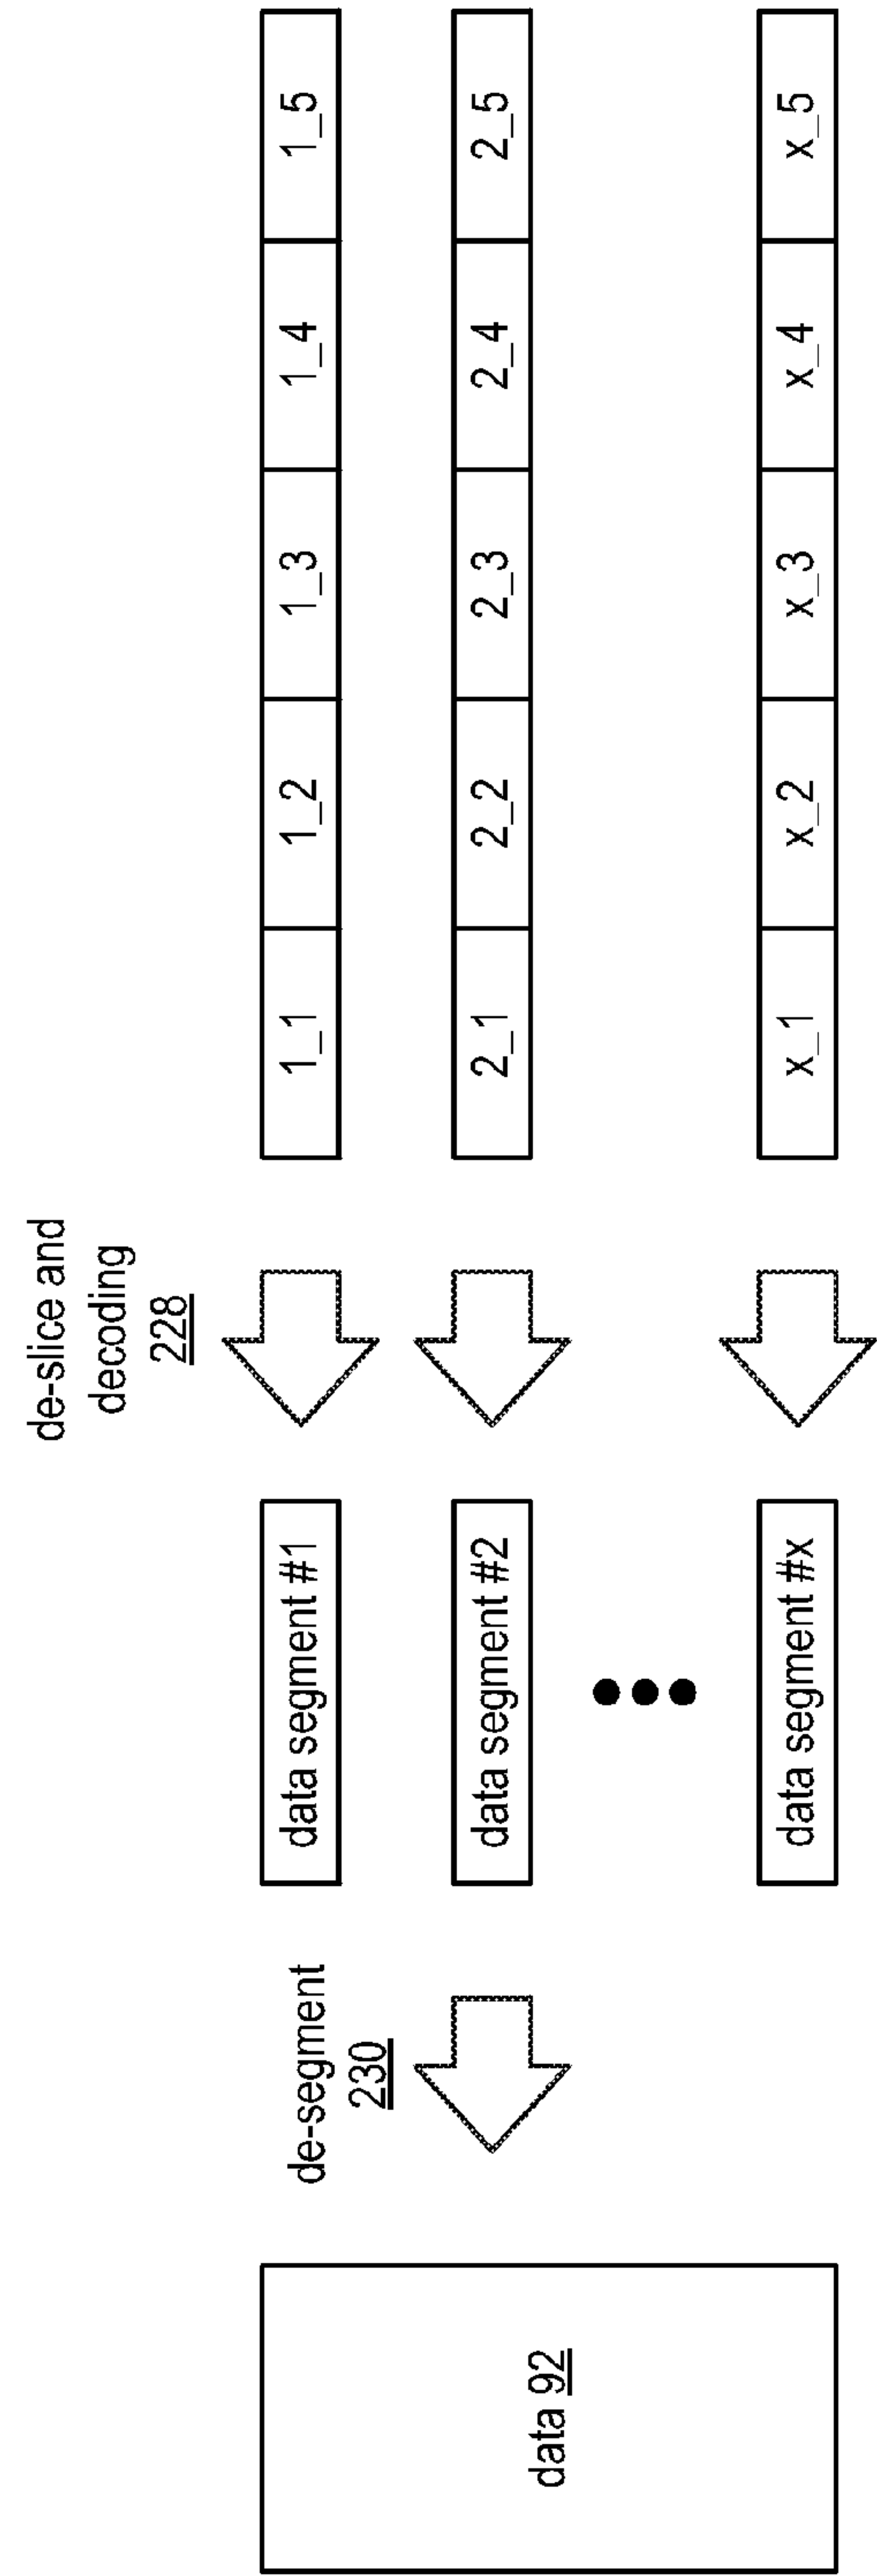 de-slice and
decoding
228
de-segment
230
data 92
data segment #1
1_1
1_2
1_3
1_4
1_5
data segment #2
2_1
2_2
2_3
2_4
2_5
data segment #x
x_1
x_2
x_3
x_4
x_5